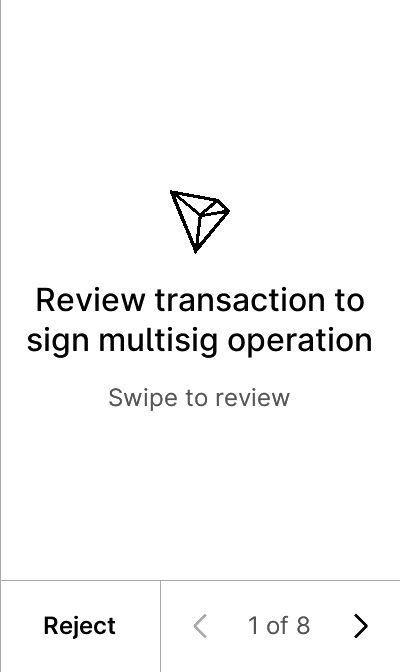 Review transaction to
sign multisig operation
Swipe to review
Reject
1 of 8